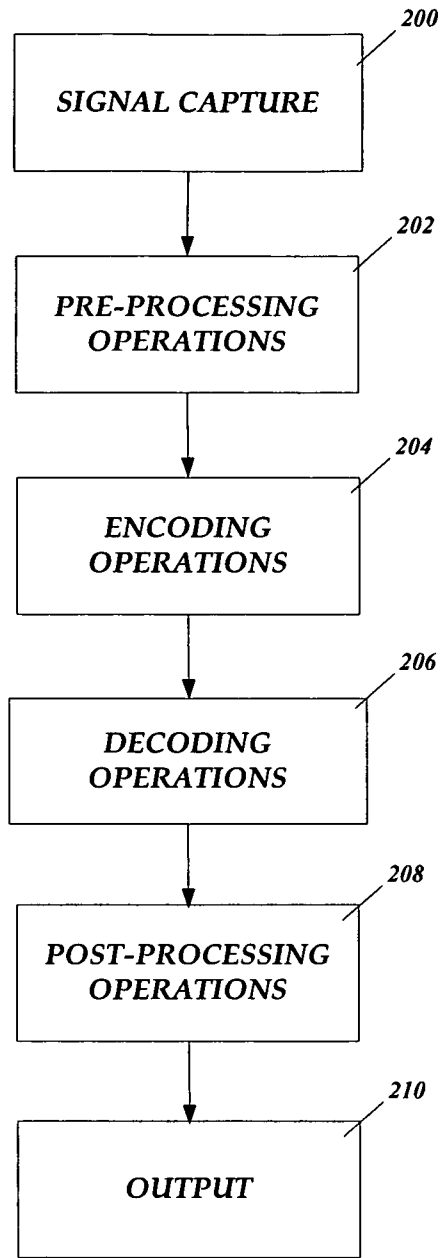 200
SIGNAL CAPTURE
202
PRE-PROCESSING
OPERATIONS
204
ENCODING
OPERATIONS
206
DECODING
OPERATIONS
208
POST-PROCESSING
OPERATIONS
210
OUTPUT